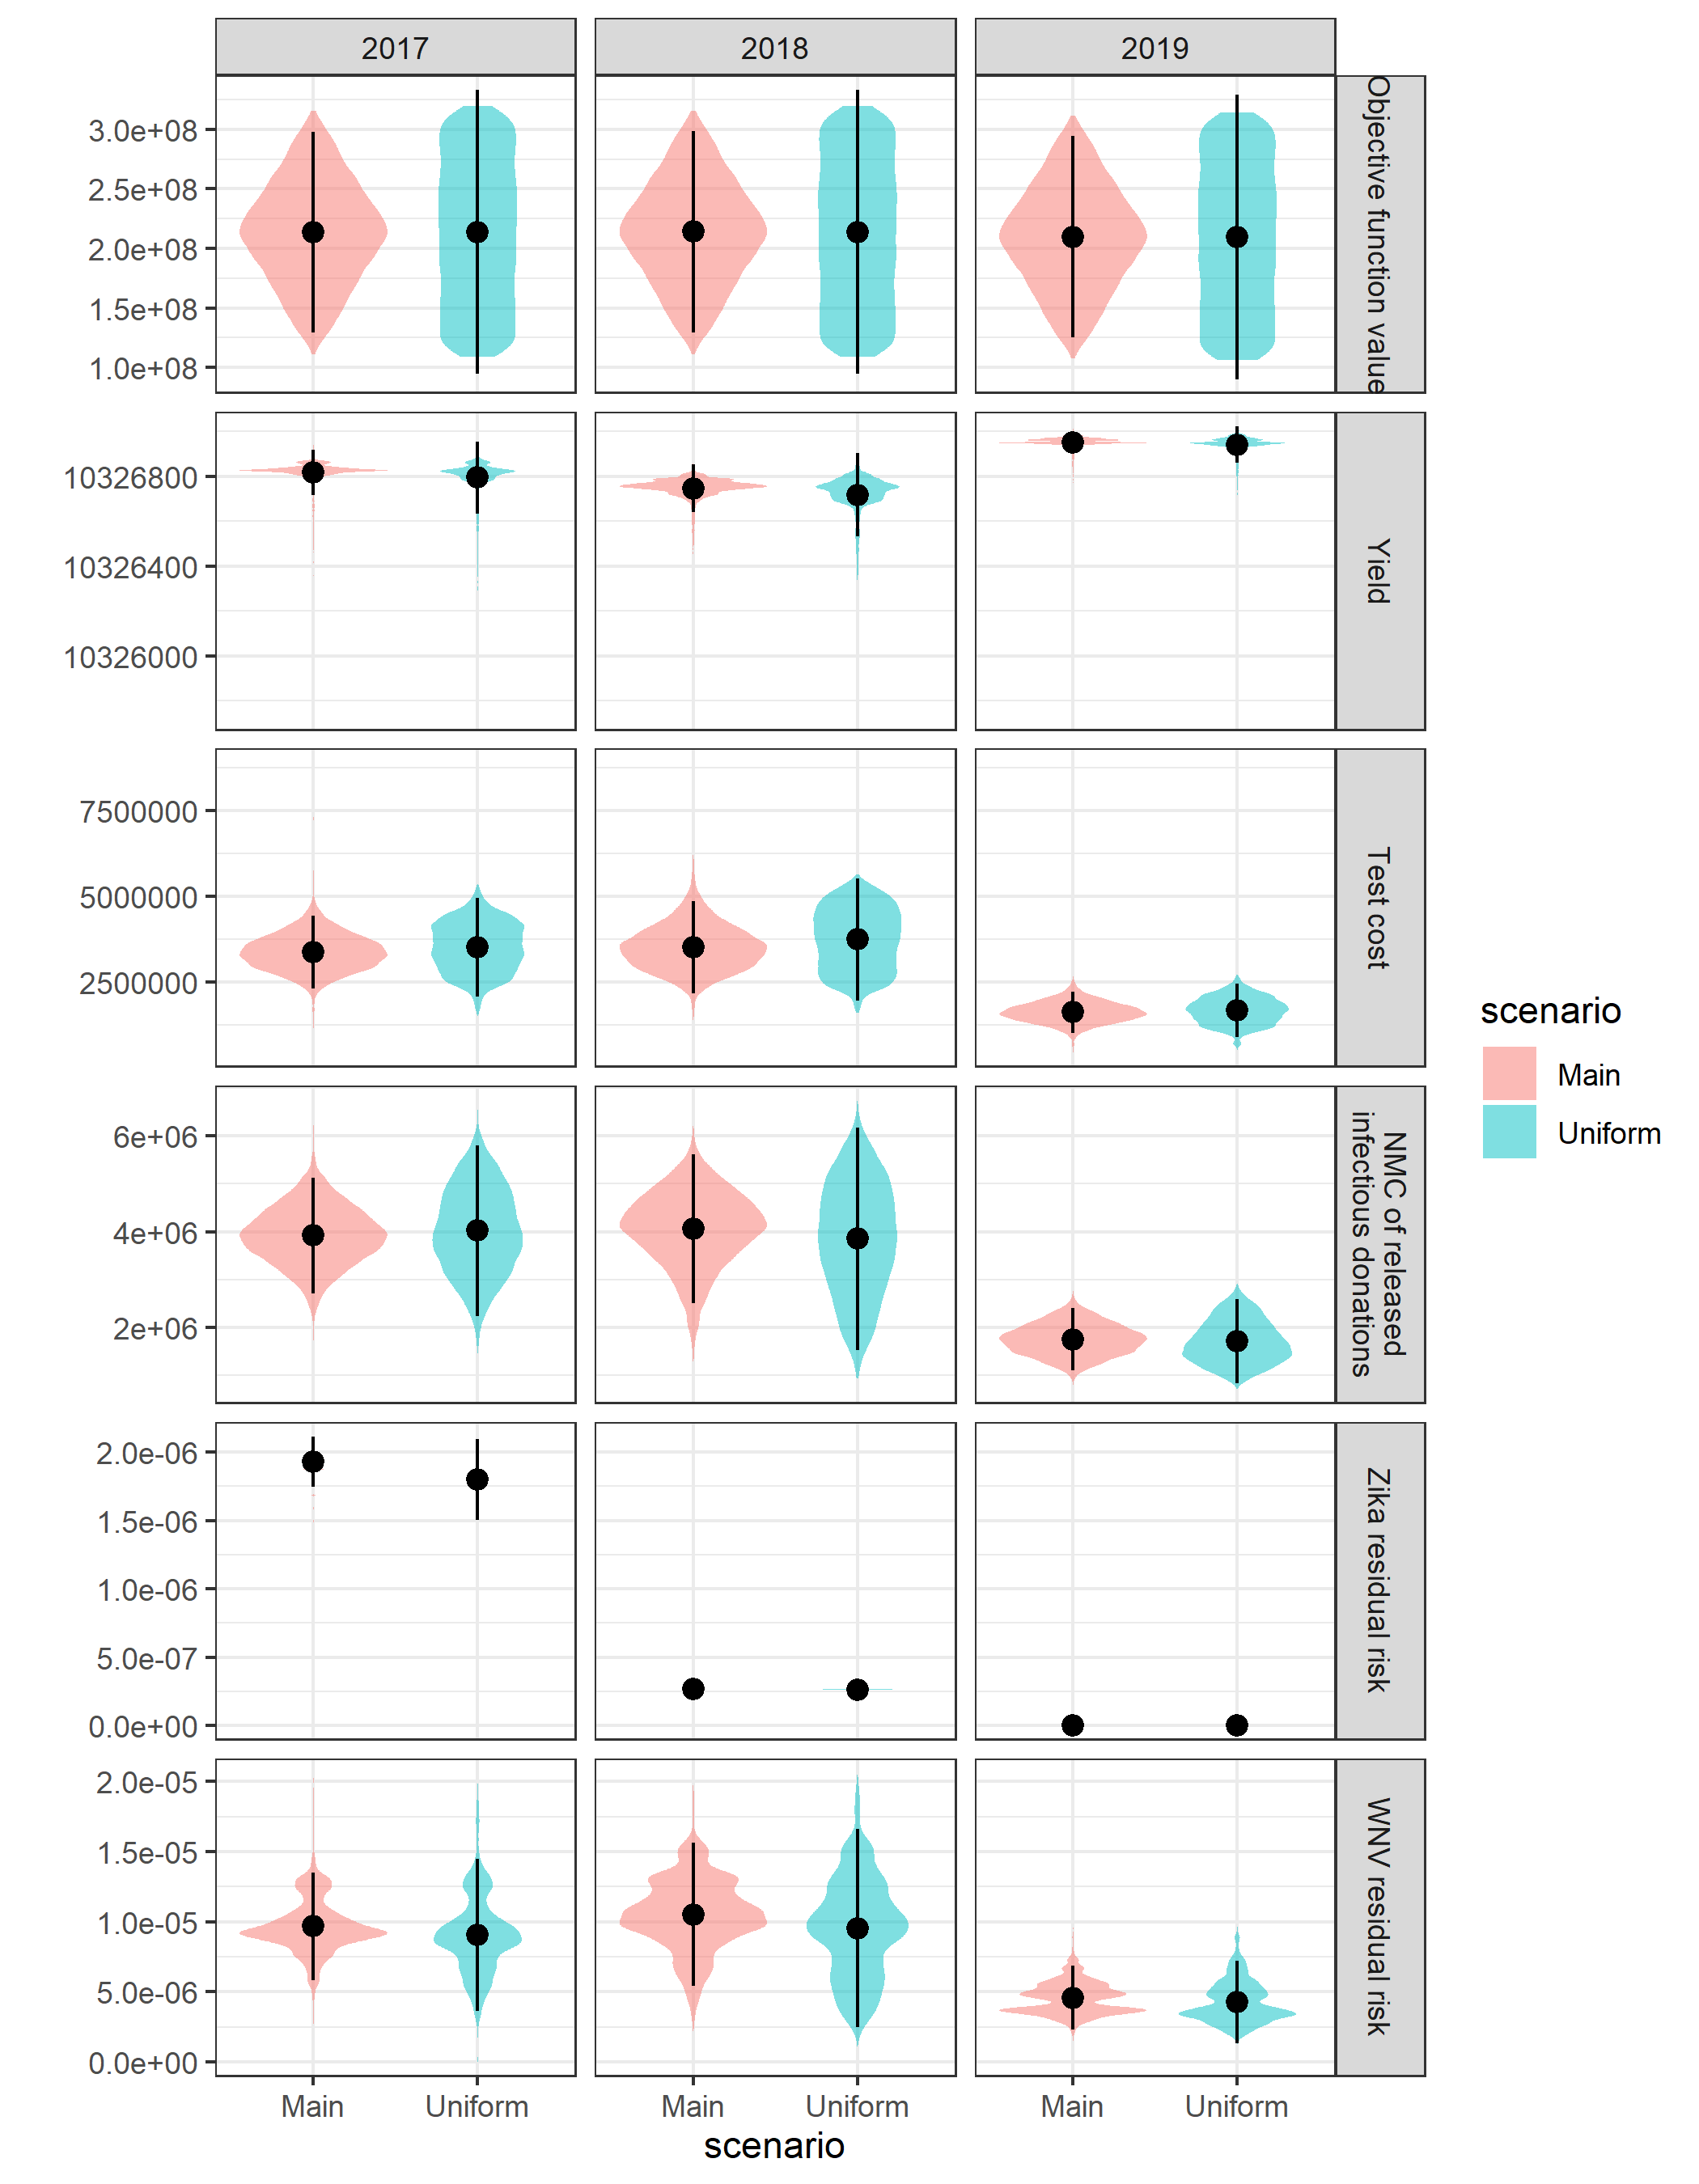 2017 2018 2019
3.0e+08
2.5e+08
2.0e+08
1.5e+08
1.0e+08
Objective function value
10326800
10326400
10326000
Yield
7500000
5000000
2500000
Test cost
6e+06
4e+06
2e+06
NMC of released
infectious donations
2.0e-06
1.5e-06
1.0e-06
5.0e-07
0.0e+00
Zika residual risk
2.0e-05
1.5e-05
1.0e-05
5.0e-06
0.0e+00
WNV residual risk
Main Uniform Main Uniform Main Uniform
scenario
scenario
Main
Uniform